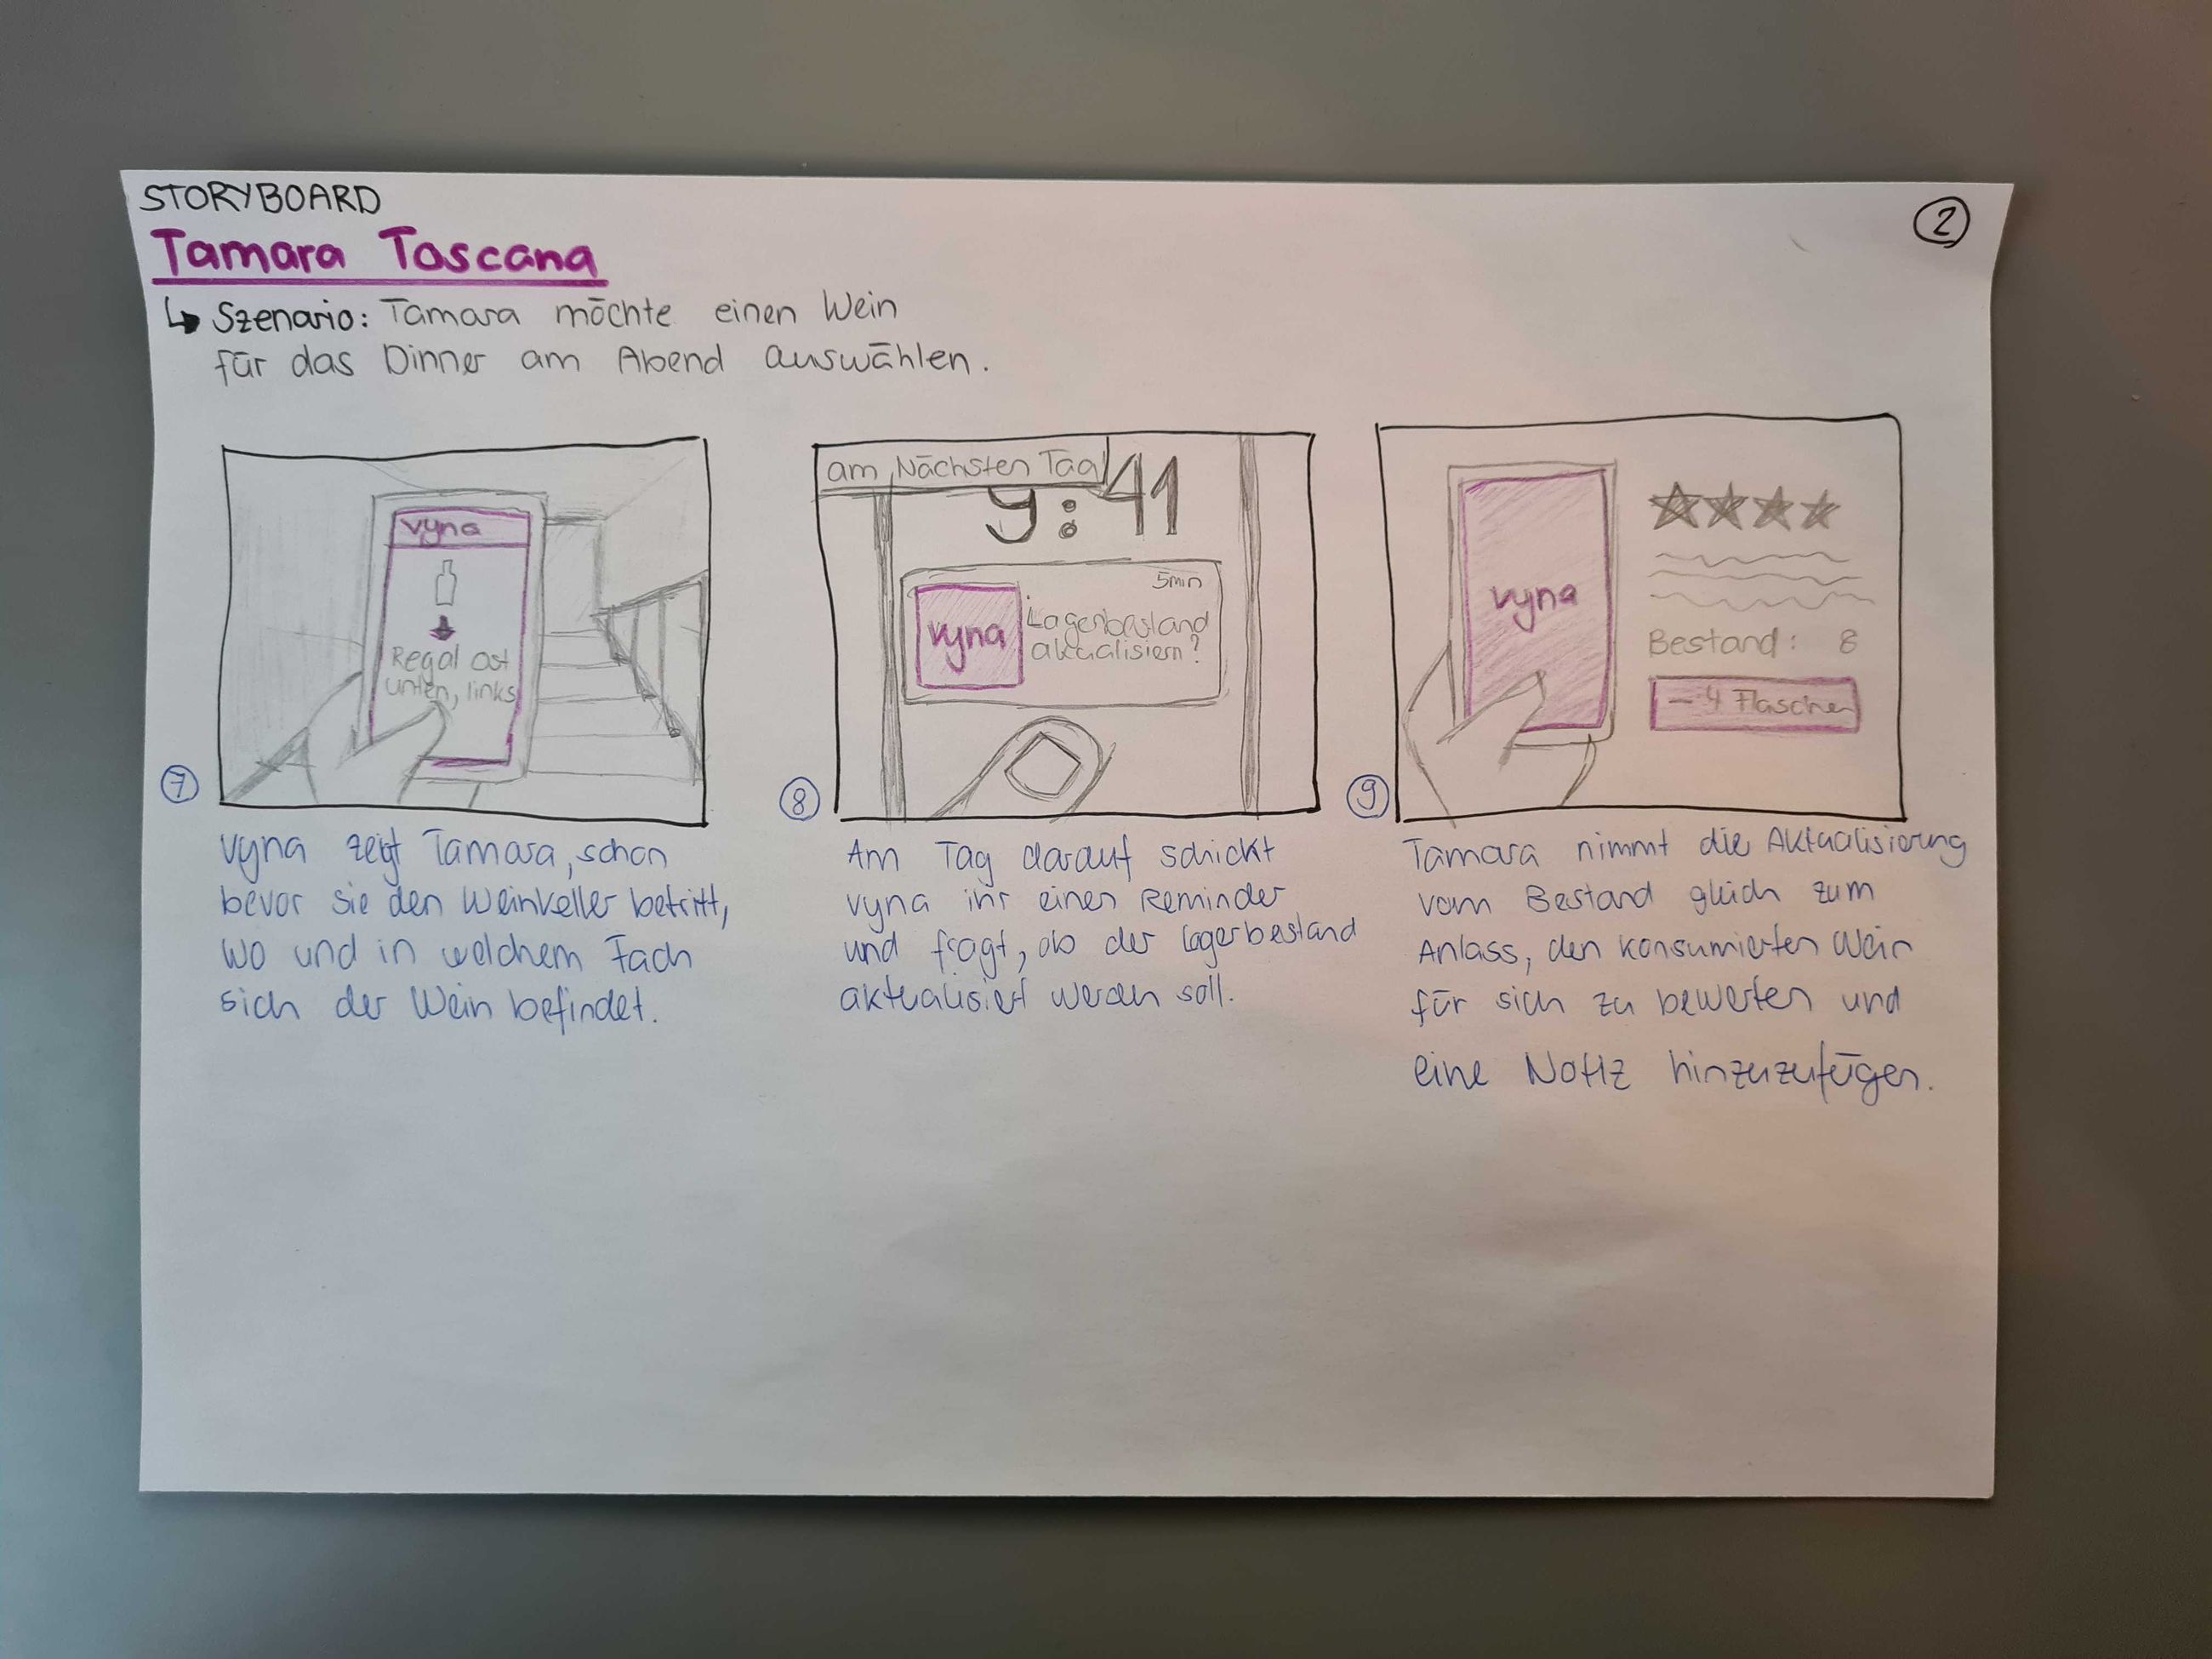 STORYBOARD
2
Tamara Toscana
↳ Szenario: Tamara möchte einen Wein
für das Dinner am Abend auswählen.
vyna
Regal Ost
unten, links
7
vyna zeigt Tamara, schon
bevor sie den Weinkeller betritt,
wo und in welchem Fach
sich der Wein befindet.
am Nächsten Tag
9:41
5min
vyna
Lagerbestand
aktualisiern?
8
Am Tag darauf schickt
vyna ihr einen Reminder
und fragt, ob der Lagerbestand
aktualisiert werden soll.
vyna
Bestand: 8
- 4 Flaschen
9
Tamara nimmt die Aktualisierung
vom Bestand gleich zum
Anlass, den konsumierten Wein
für sich zu bewerten und
eine Notiz hinzuzufügen.